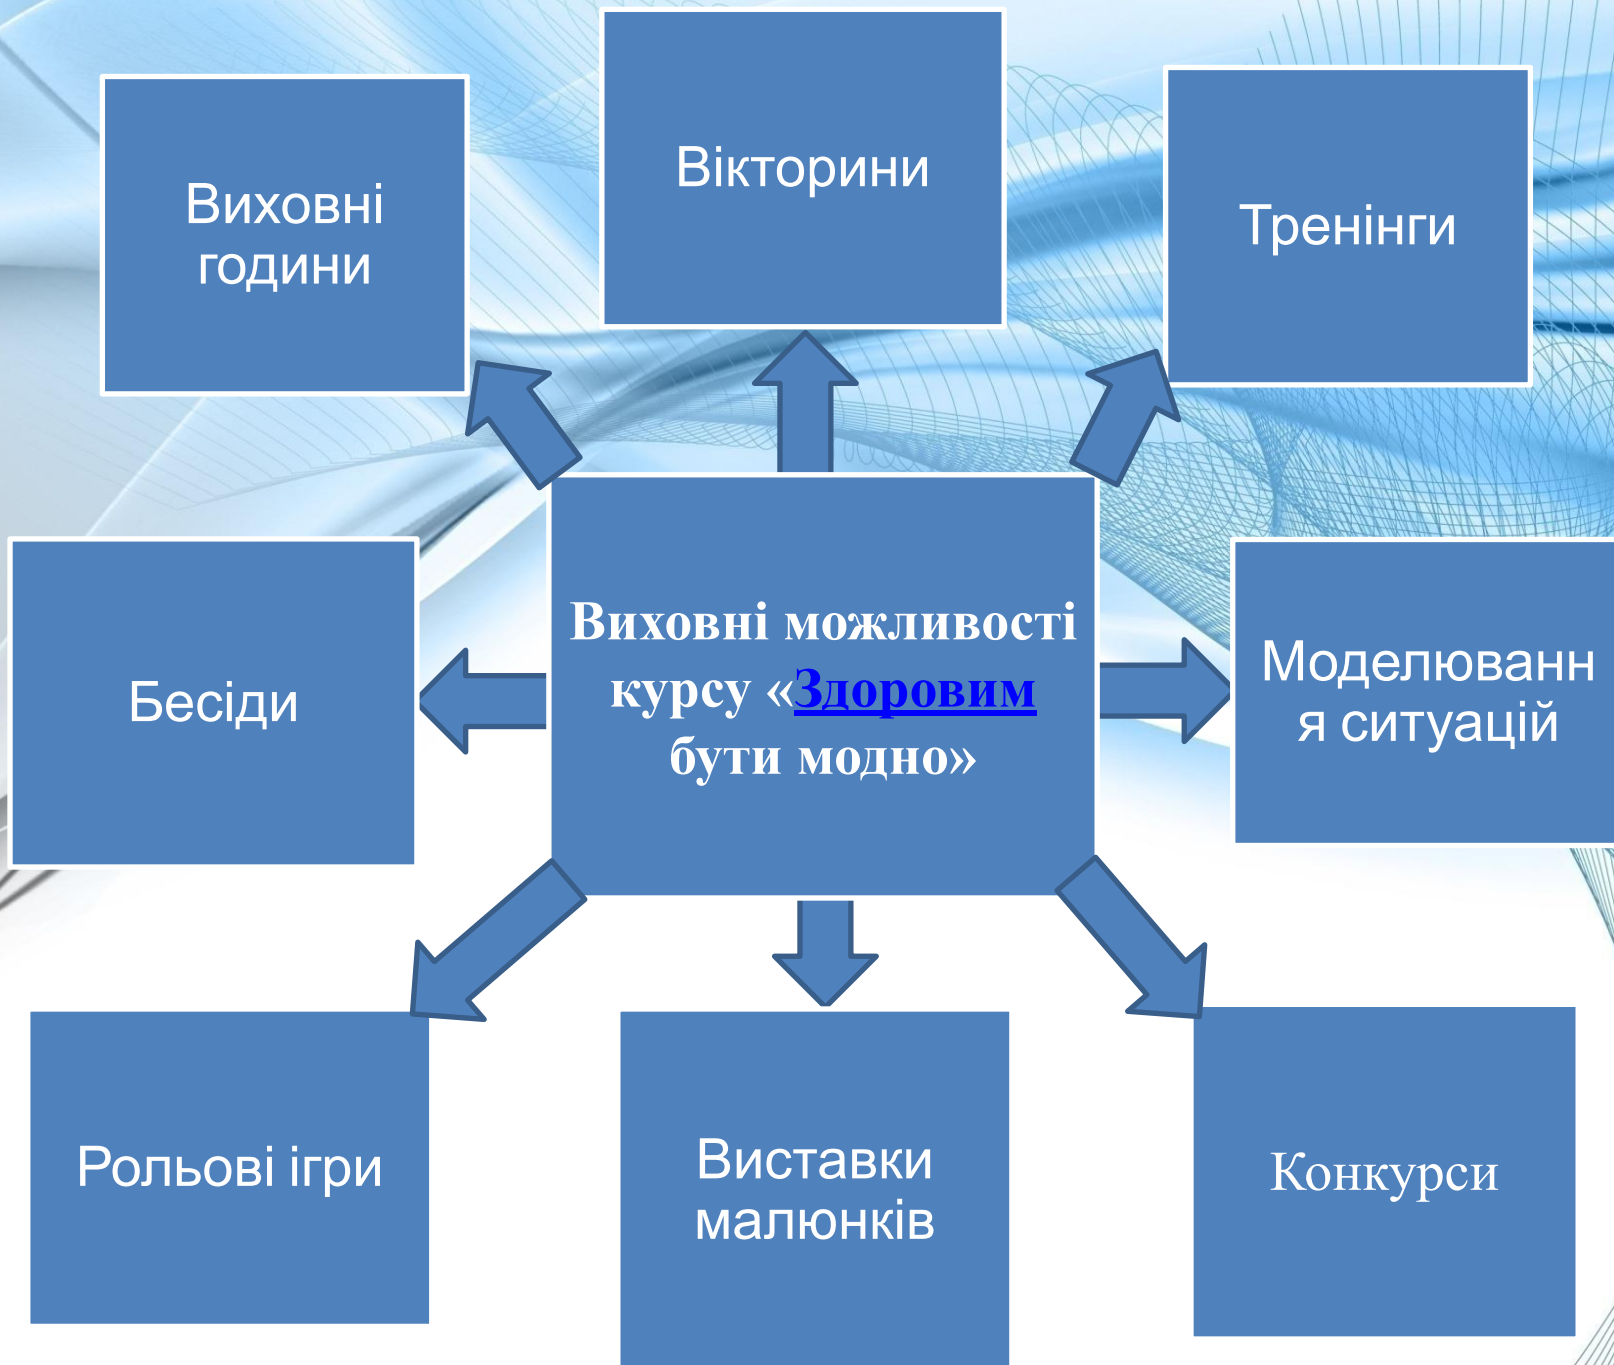 Виховні
години
Вікторини
Тренінги
Бесіди
Виховні можливості
курсу «Здоровим
бути модно»
Моделюванн
я ситуацій
Рольові ігри
Виставки
малюнків
Конкурси